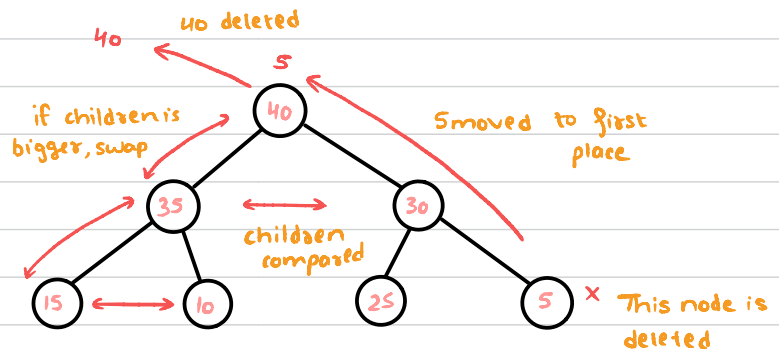 40 deleted
40
5
40
if children is
bigger, swap
5 moved to first
place
35
30
children
compared
15
10
25
5
x This node is
deleted